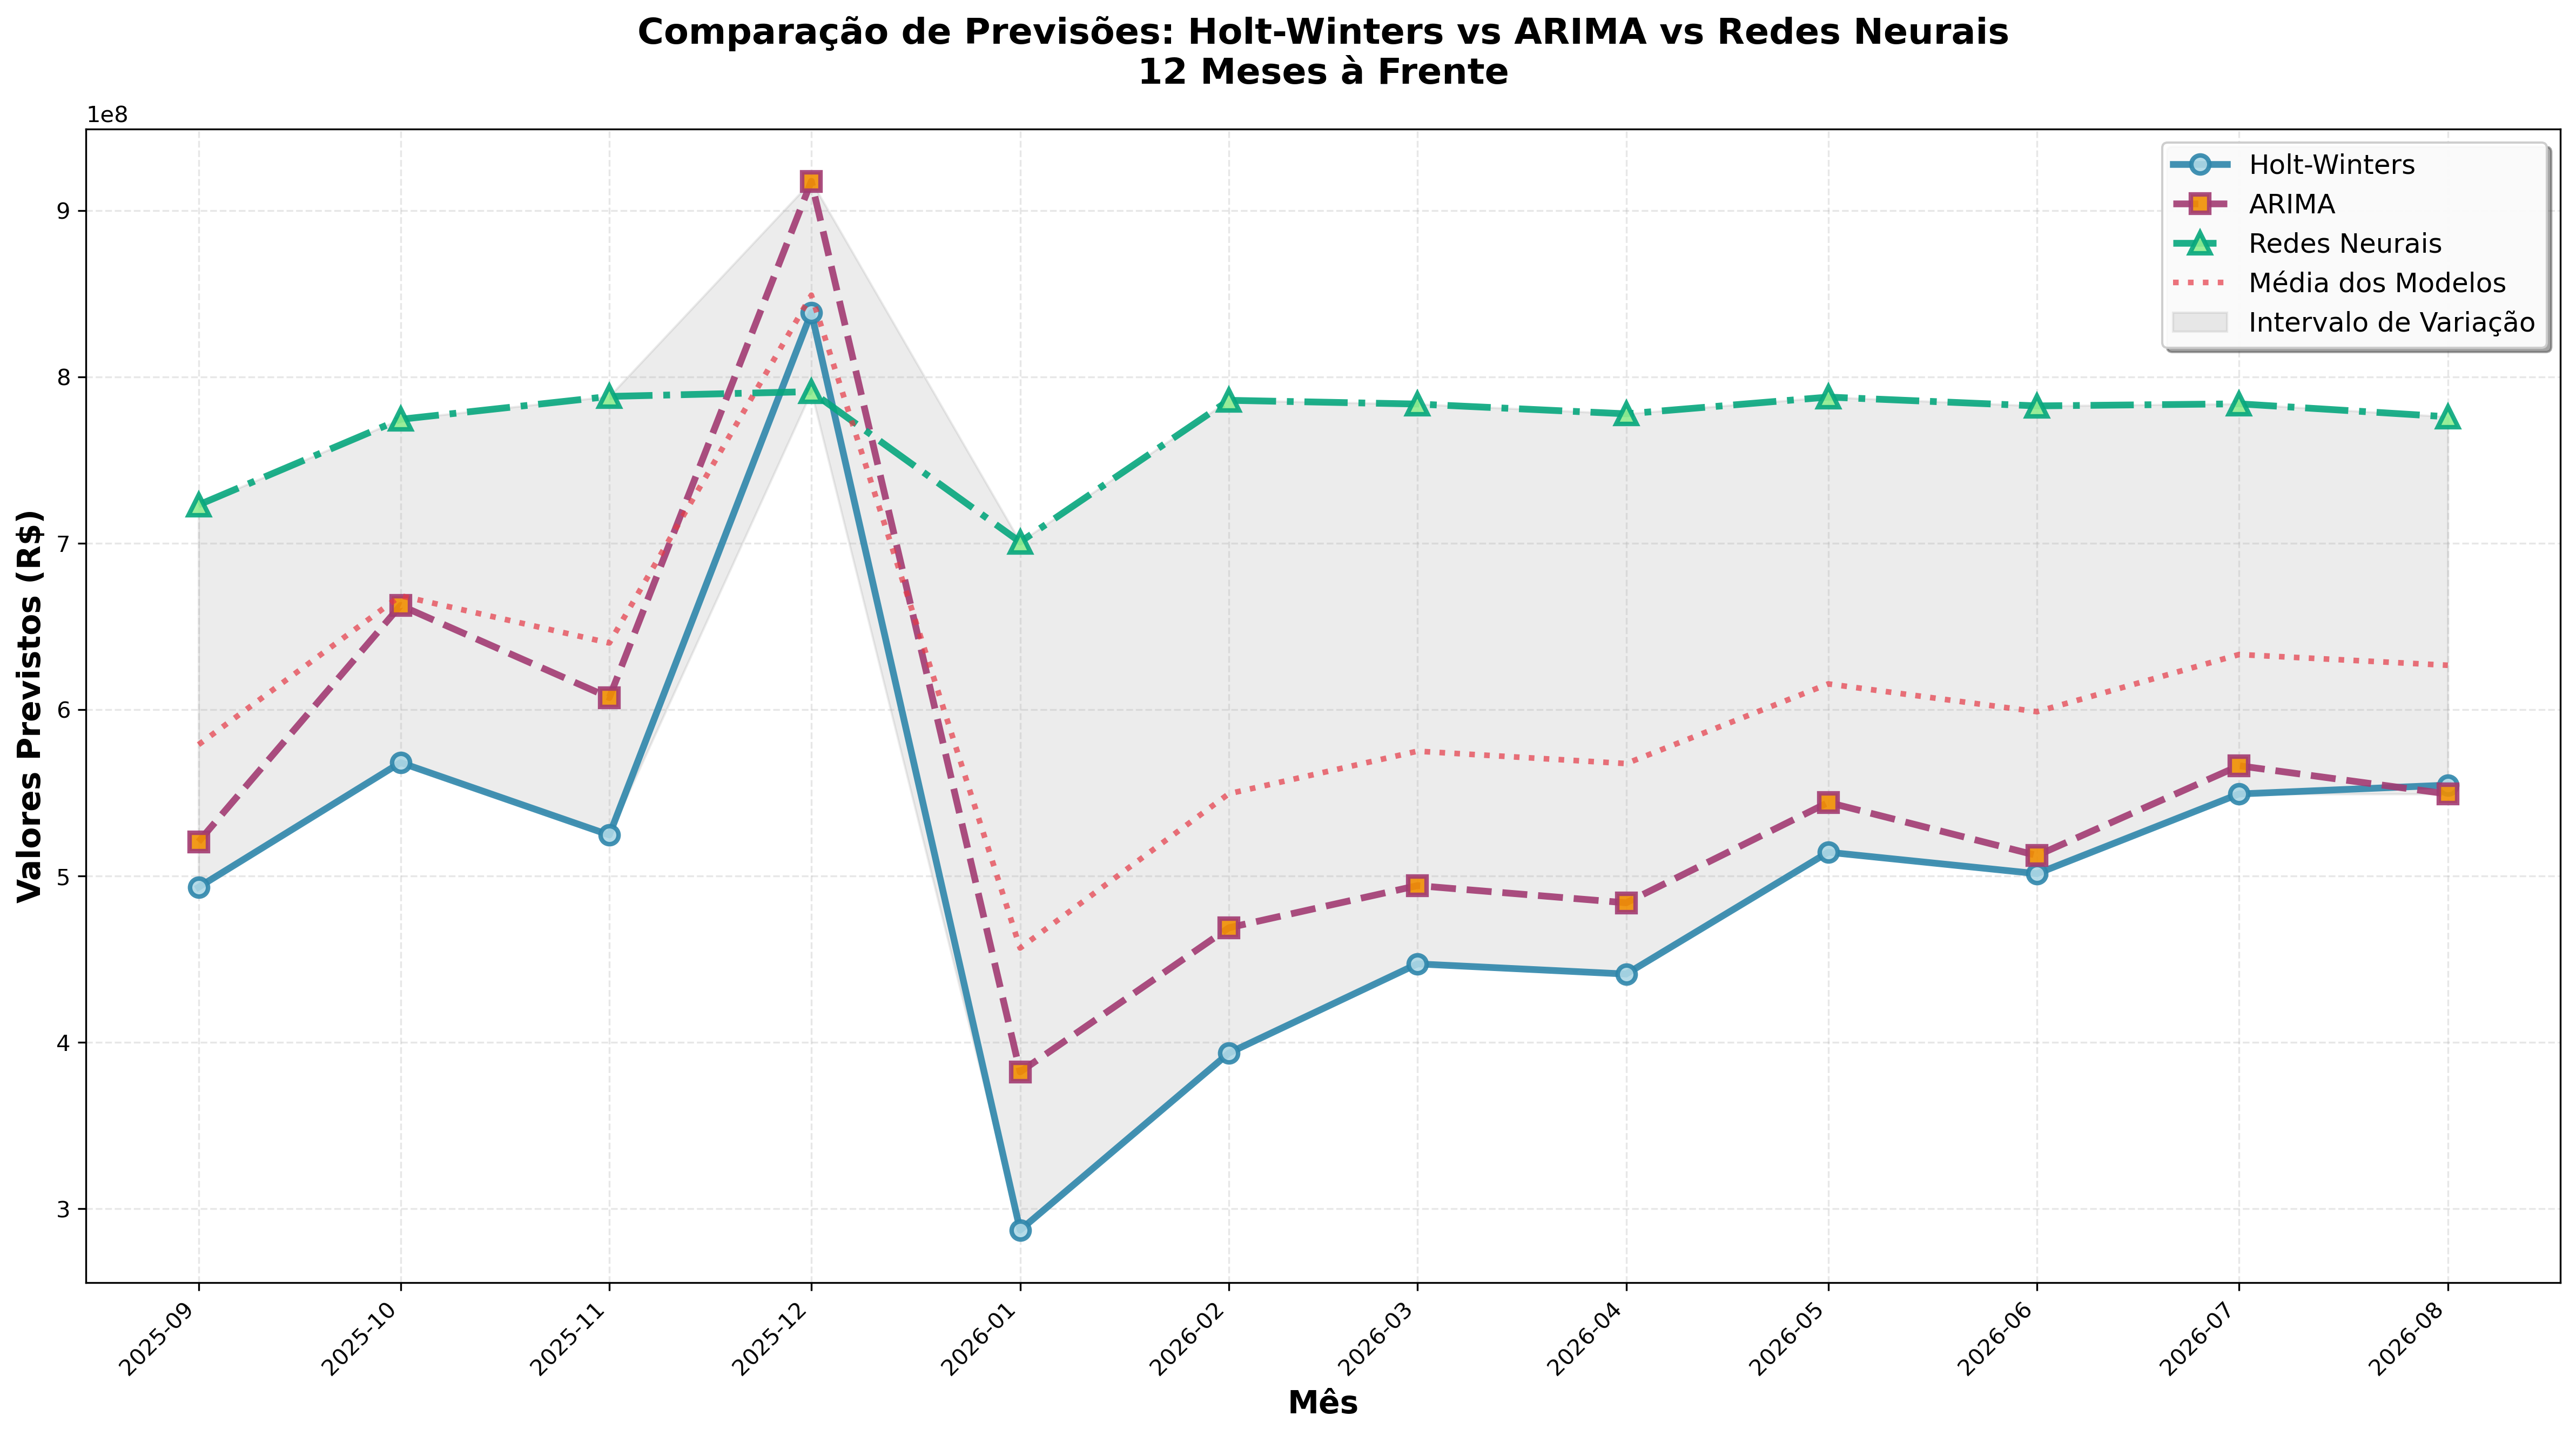 Comparação de Previsões: Holt-Winters vs ARIMA vs Redes Neurais
12 Meses à Frente
1e8
Holt-Winters
ARIMA
Redes Neurais
Média dos Modelos
Intervalo de Variação
Valores Previstos (R$)
9
8
7
6
5
4
3
2025-09
2025-10
2025-11
2025-12
2026-01
2026-02
2026-03
2026-04
2026-05
2026-06
2026-07
2026-08
Mês